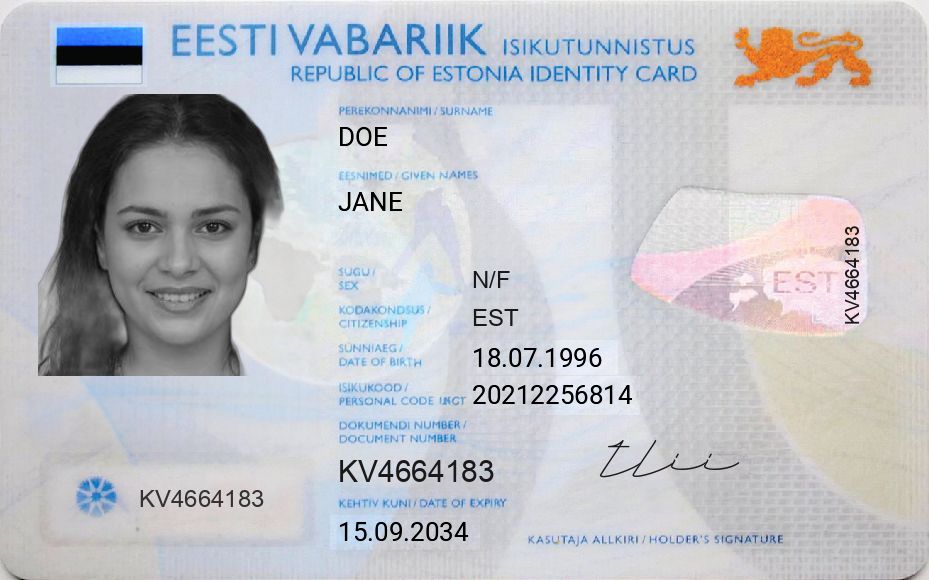 EESTI VABARIIK ISIKUTUNNISTUS
REPUBLIC OF ESTONIA IDENTITY CARD
PEREKONNANIMI / SURNAME
DOE
EESNIMED / GIVEN NAMES
JANE
SUGU /
SEX
N/F
KODAKONDSUS /
CITIZENSHIP
EST
SÜNNIAEG /
DATE OF BIRTH
18.07.1996
ISIKUKOOD /
PERSONAL CODE
20212256814
DOKUMENDI NUMBER /
DOCUMENT NUMBER
KV4664183
KEHTIV KUNI / DATE OF EXPIRY
15.09.2034
KV4664183
EST
KV4664183
KASUTAJA ALLKIRI / HOLDER'S SIGNATURE